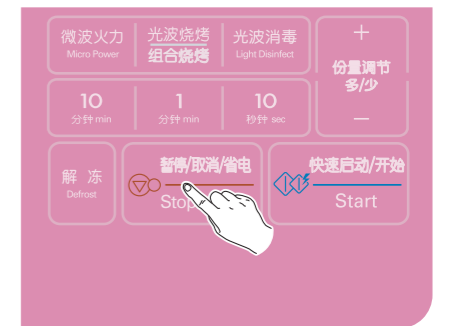 微波火力
Micro Power
光波烧烤
组合烧烤
光波消毒
Light Disinfect
+
份量调节
多/少
—
10
分钟 min
1
分钟 min
10
秒钟 sec
解 冻
Defrost
暂停/取消/省电
Stop
快速启动/开始
Start